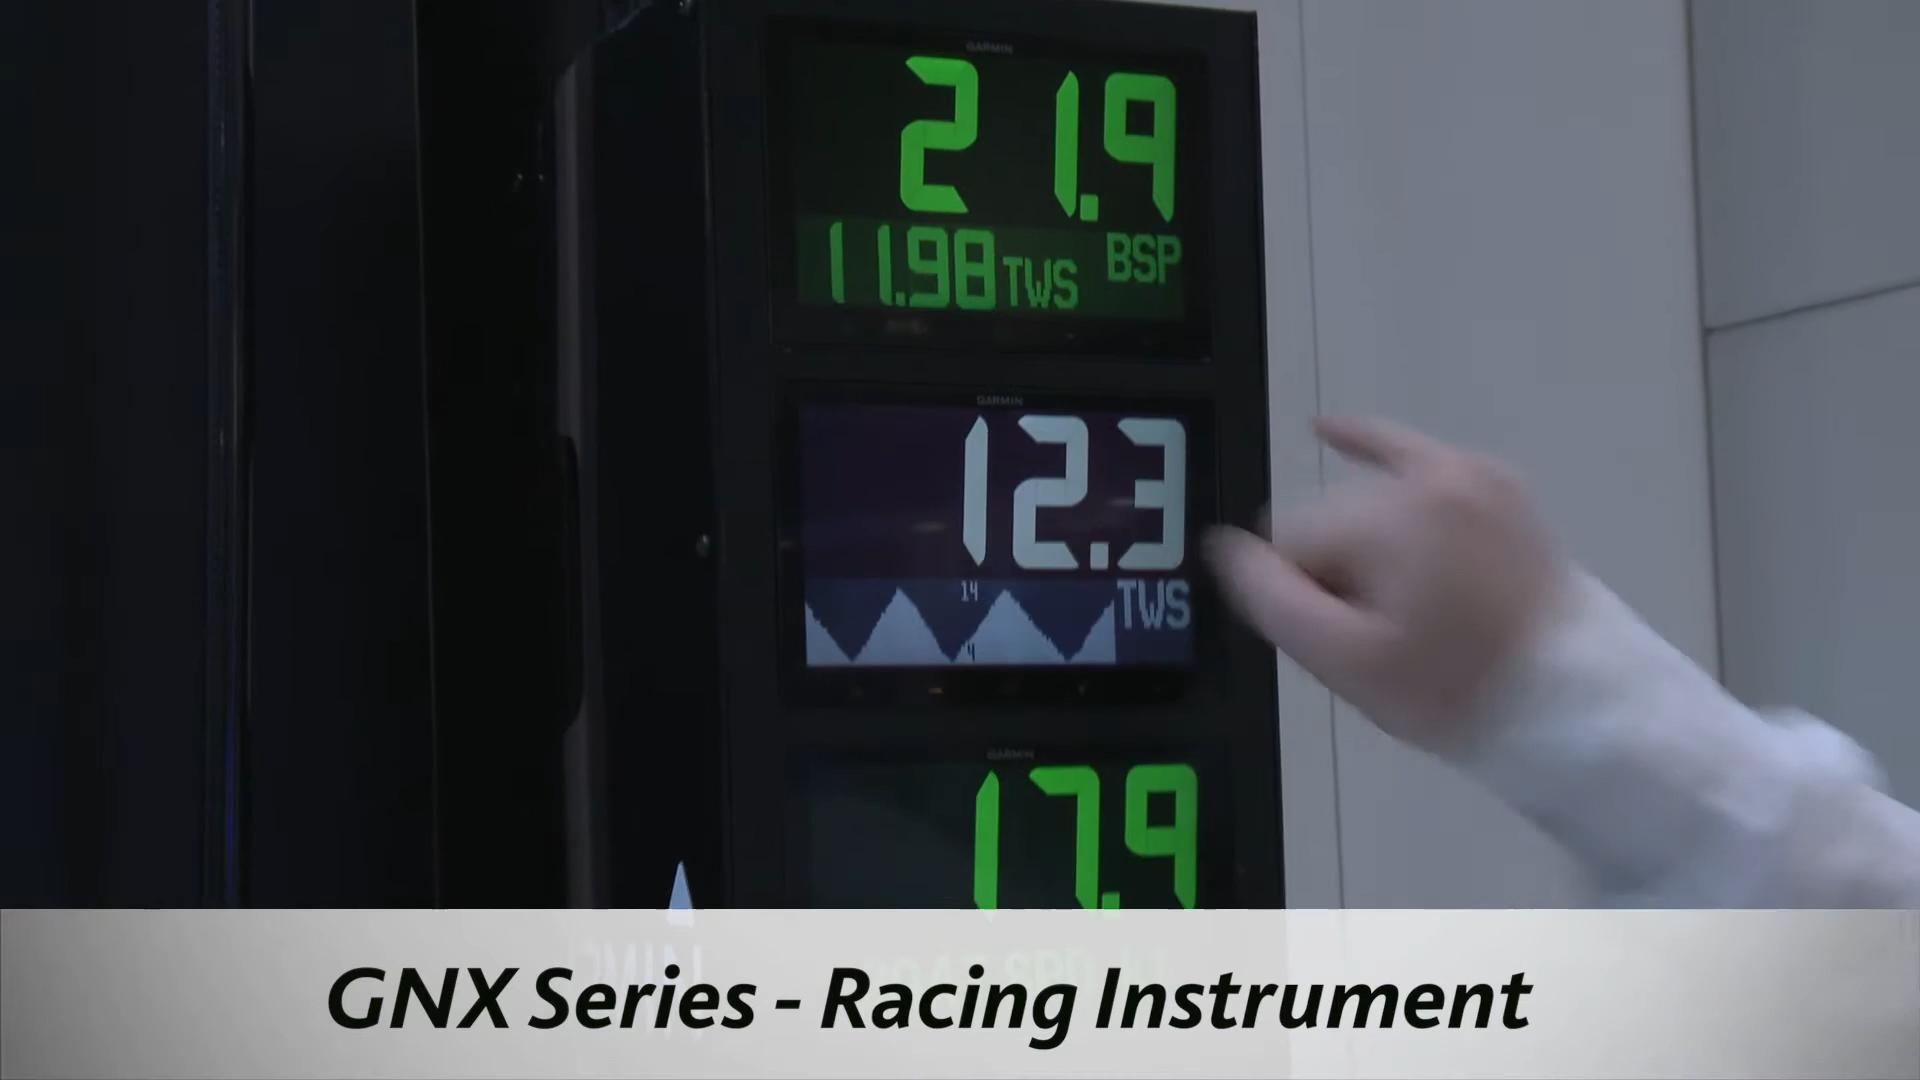 GARMIN
21.9
11.98 TWS BSP
GARMIN
12.3
14
TWS
4
GARMIN
17.9
GNX Series - Racing Instrument